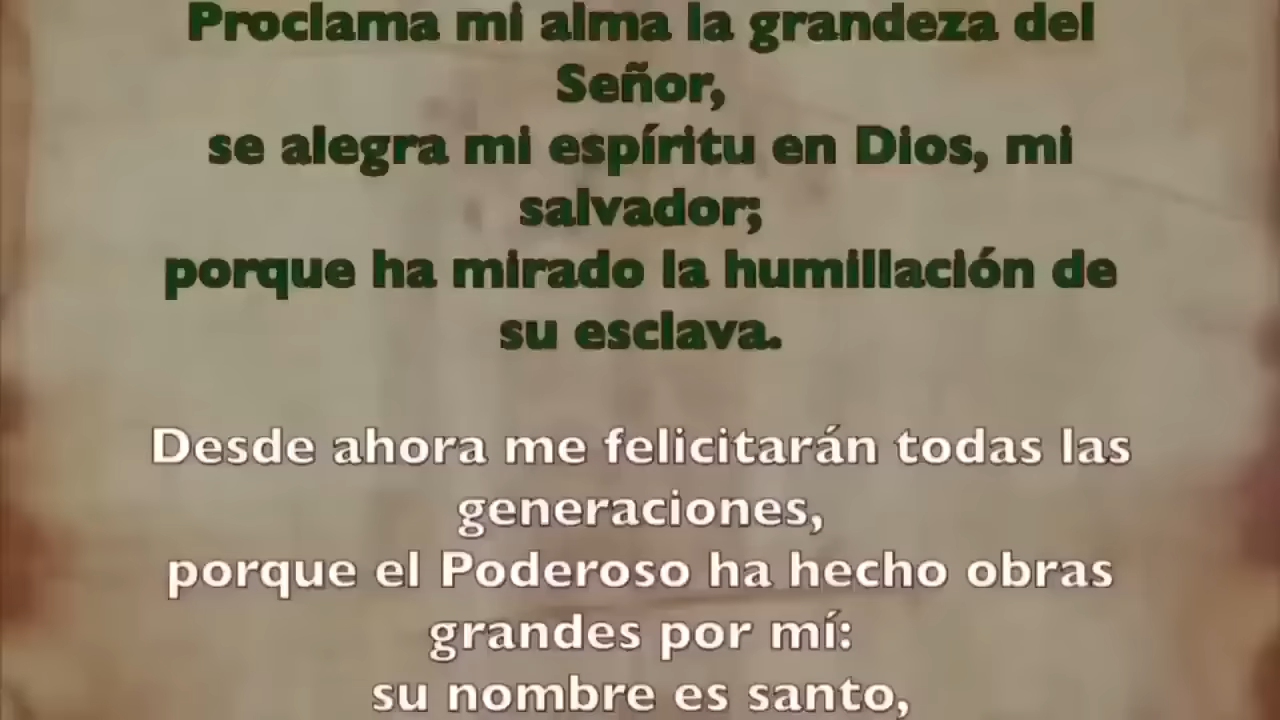 Proclama mi alma la grandeza del
Señor,
se alegra mi espíritu en Dios, mi
salvador;
porque ha mirado la humillación de
su esclava.
Desde ahora me felicitarán todas las
generaciones,
porque el Poderoso ha hecho obras
grandes por mí:
su nombre es santo,